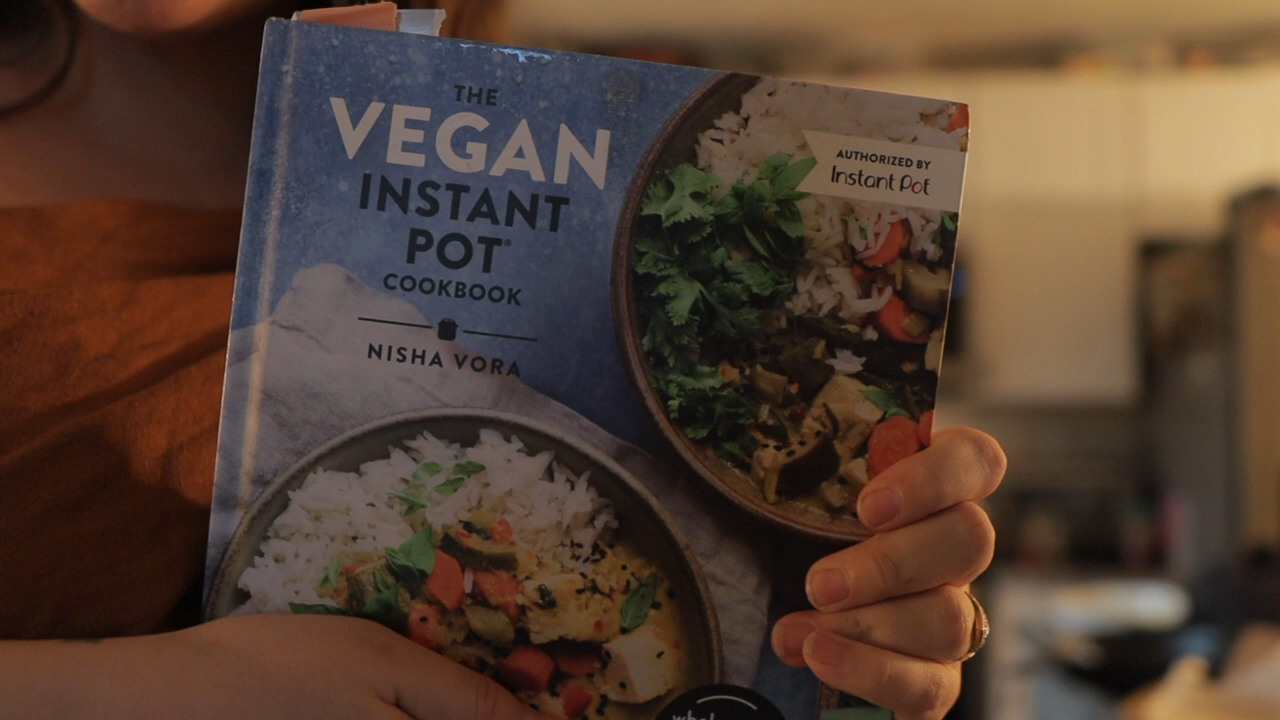 THE
VEGAN
INSTANT
POT®
COOKBOOK
NISHA VORA
AUTHORIZED BY
Instant Pot